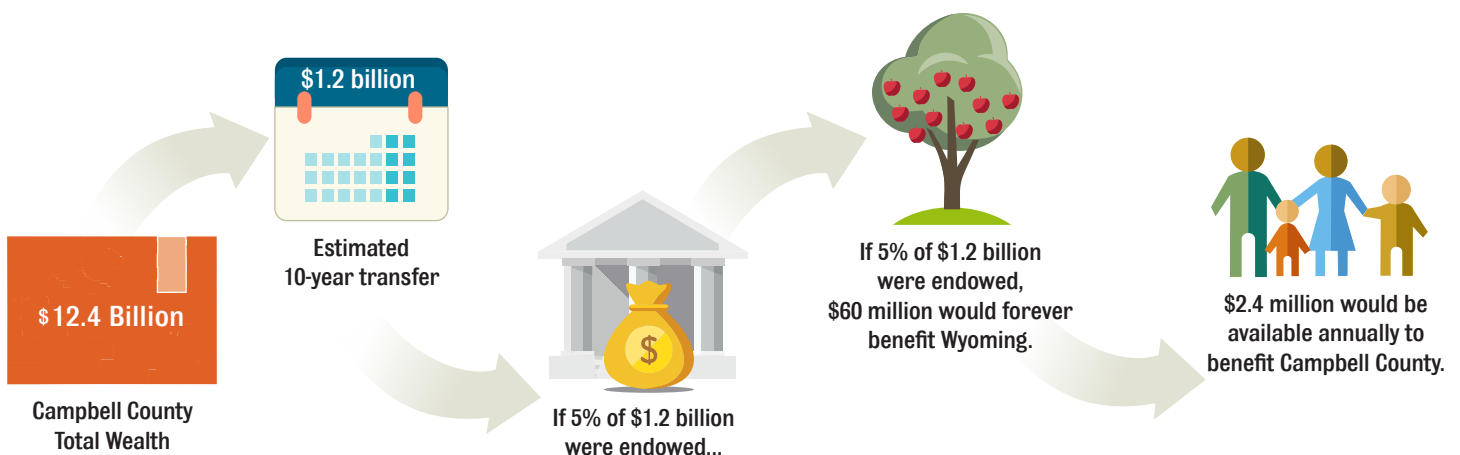 $12.4 Billion
Campbell County
Total Wealth
$1.2 billion
Estimated
10-year transfer
$
If 5% of $1.2 billion
were endowed...
If 5% of $1.2 billion
were endowed,
$60 million would forever
benefit Wyoming.
$2.4 million would be
available annually to
benefit Campbell County.